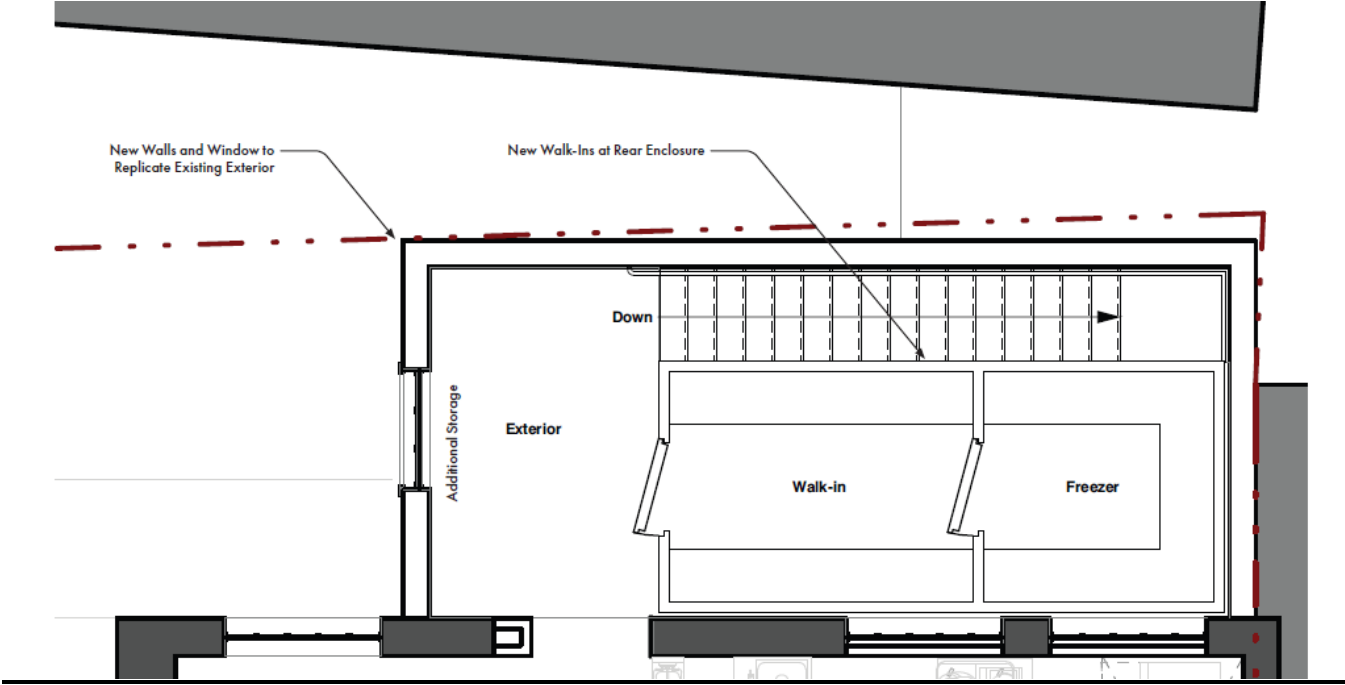 New Walls and Window to
Replicate Existing Exterior
New Walk-Ins at Rear Enclosure
Down
Additional Storage
Exterior
Walk-in
Freezer